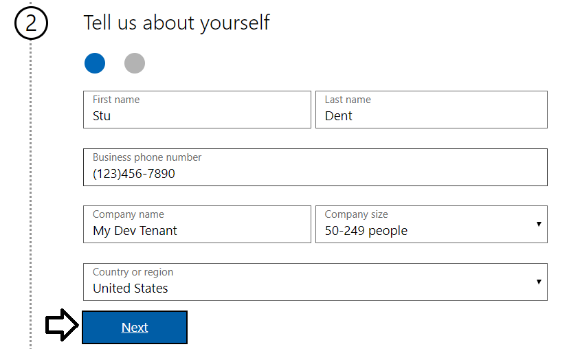 2
Tell us about yourself
First name
Last name
Stu
Dent
Business phone number
(123)456-7890
Company name
Company size
My Dev Tenant
50-249 people
Country or region
United States
Next